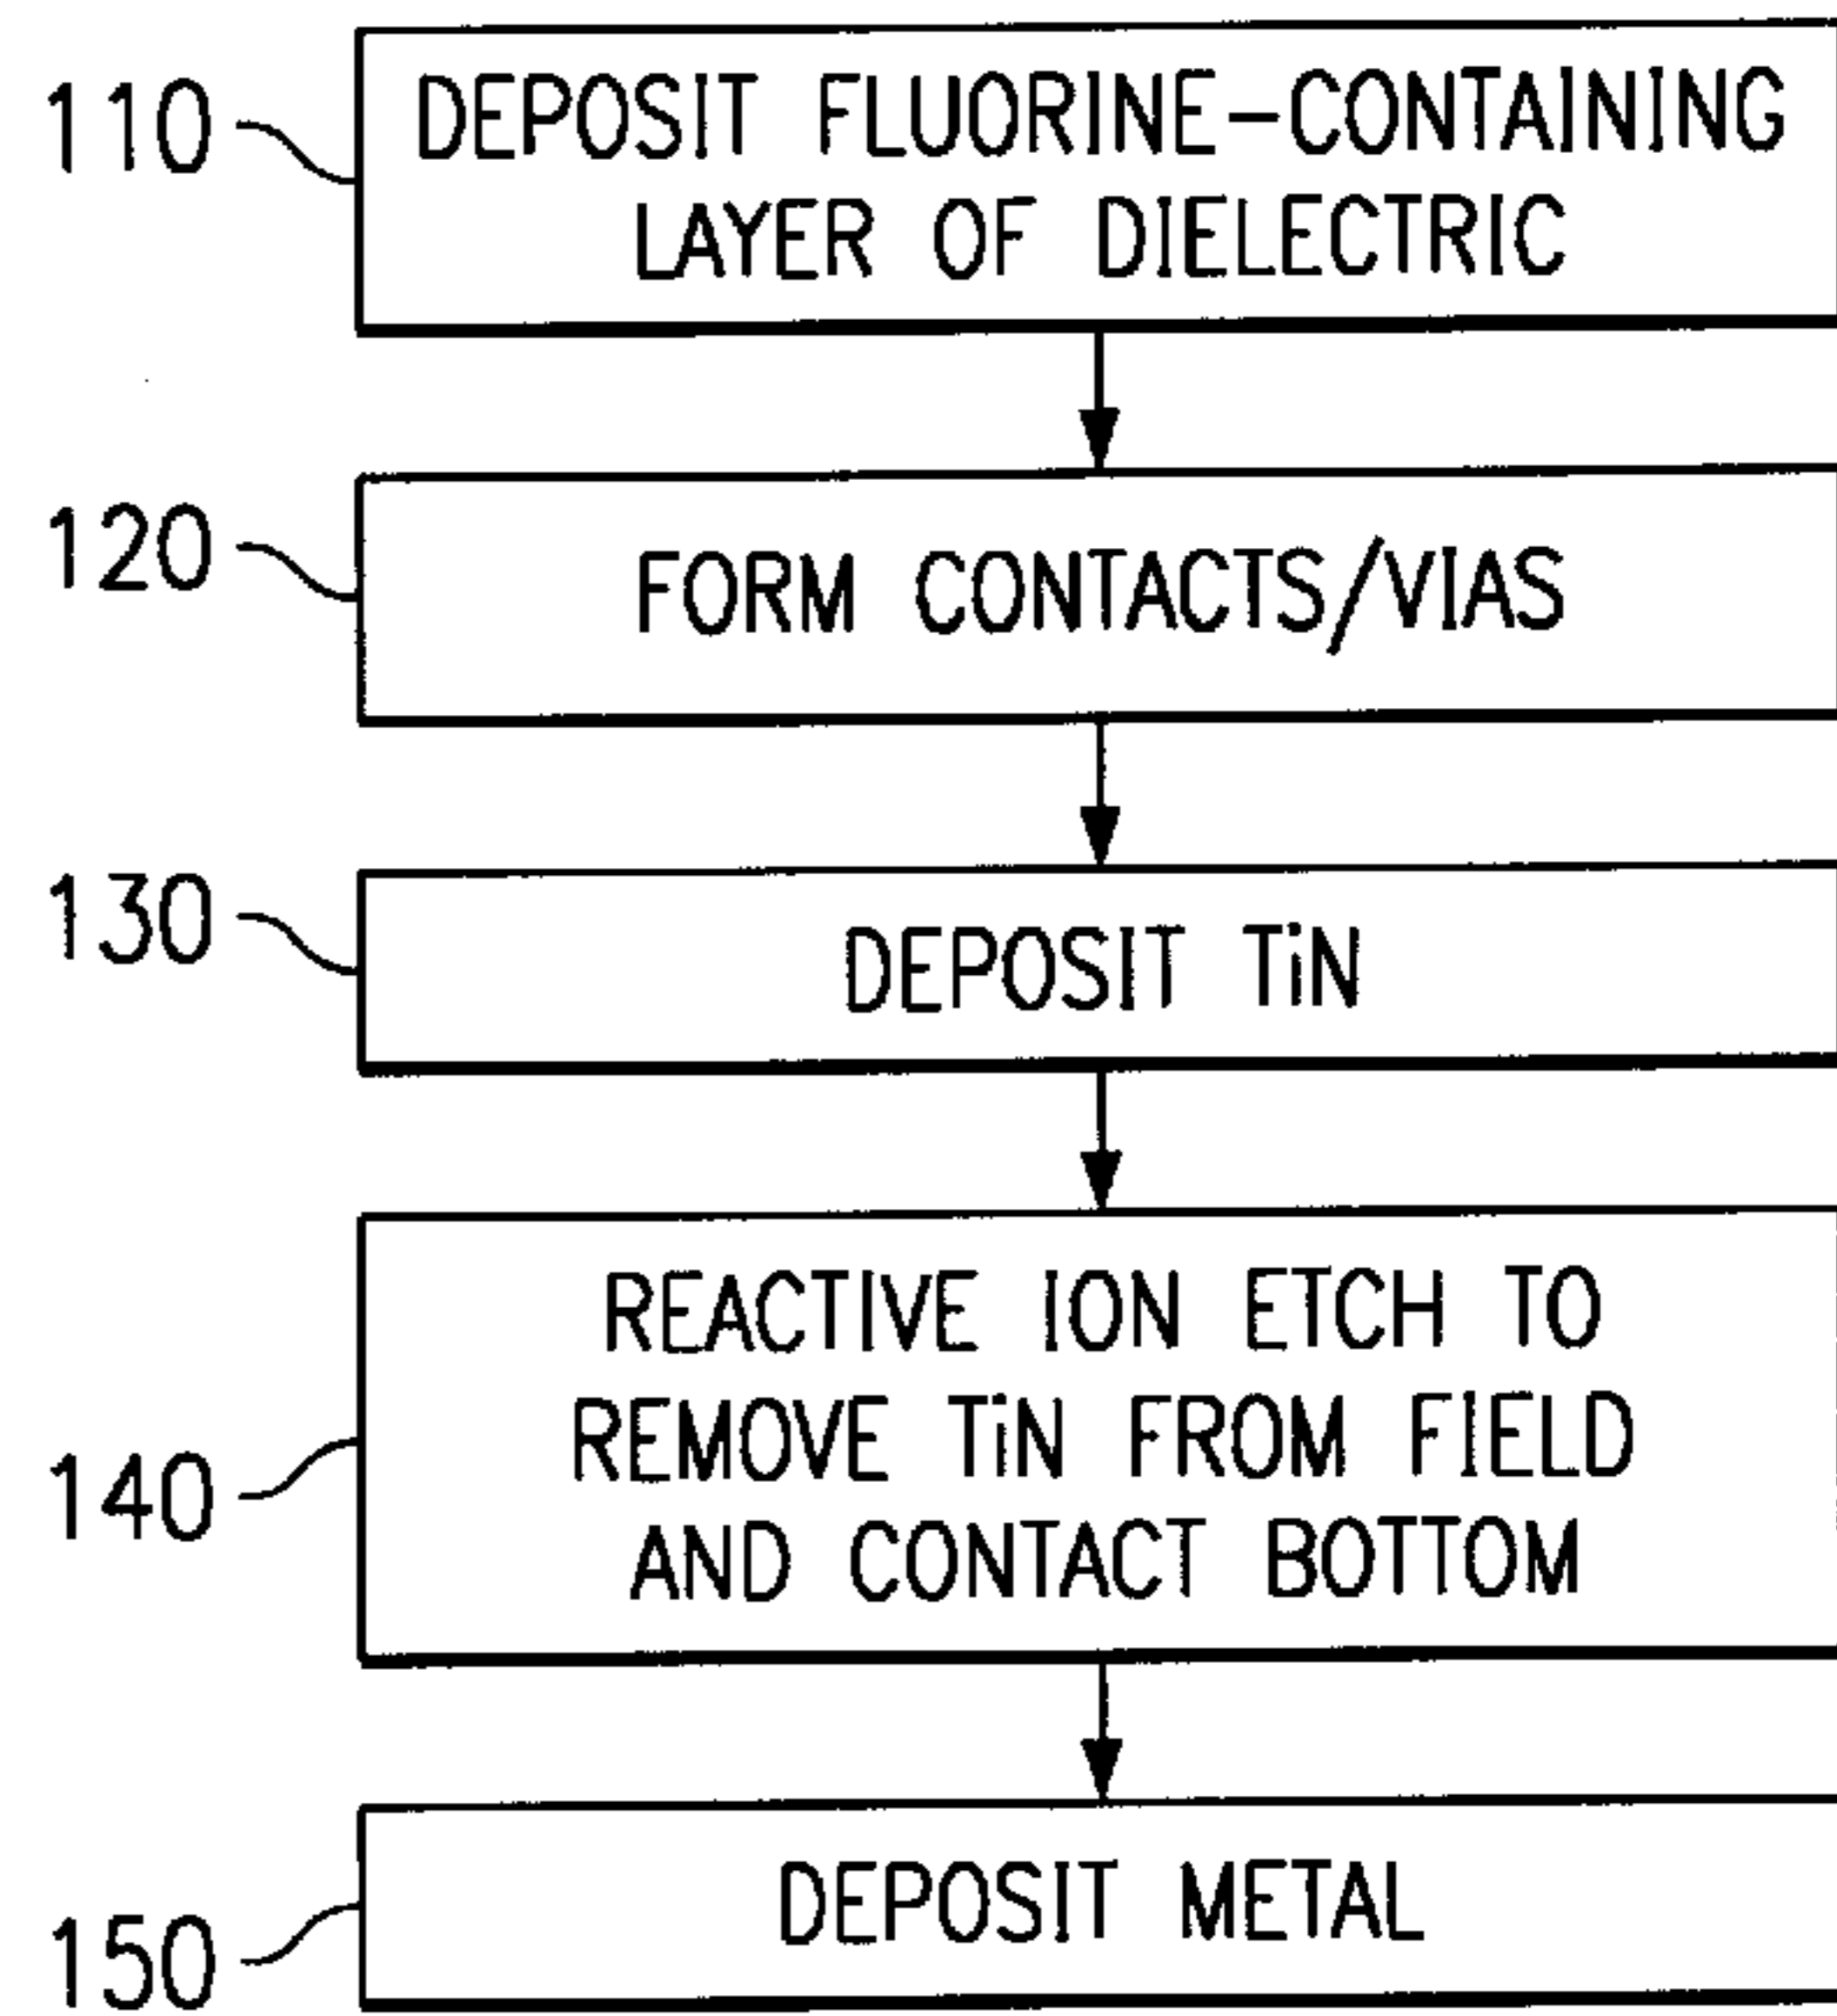 110
DEPOSIT FLUORINE-CONTAINING
LAYER OF DIELECTRIC
120
FORM CONTACTS/VIAS
130
DEPOSIT TiN
140
REACTIVE ION ETCH TO
REMOVE TiN FROM FIELD
AND CONTACT BOTTOM
150
DEPOSIT METAL